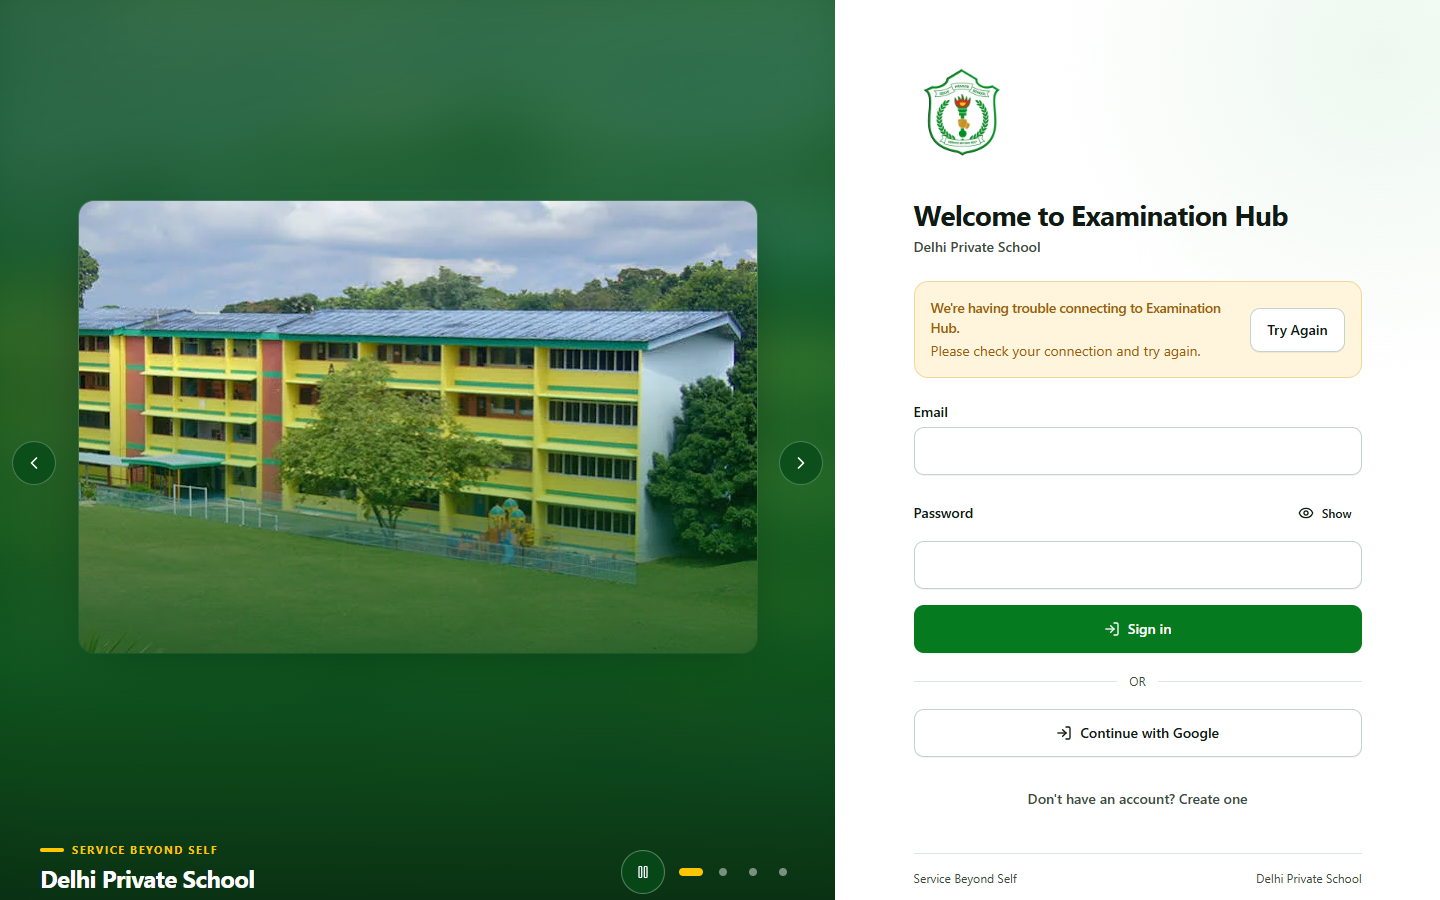 SERVICE BEYOND SELF
Delhi Private School
Welcome to Examination Hub
Delhi Private School
We're having trouble connecting to Examination
Hub.
Please check your connection and try again.
Try Again
Email
Password
Show
Sign in
OR
Continue with Google
Don't have an account? Create one
Service Beyond Self
Delhi Private School